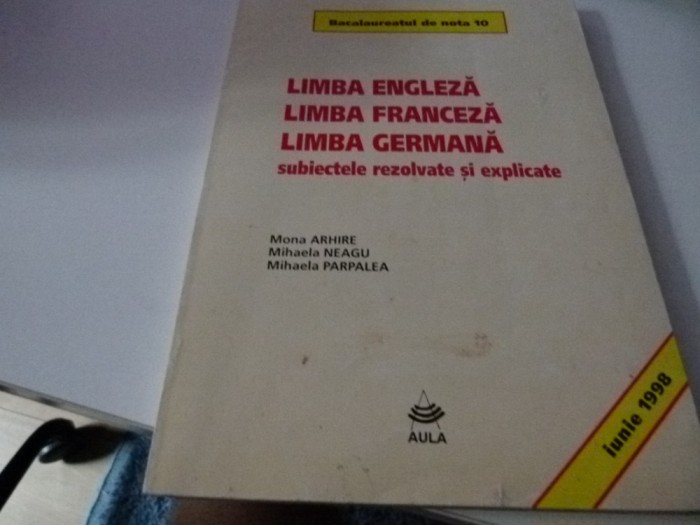 Bacalaureatul de nota 10
LIMBA ENGLEZĂ
LIMBA FRANCEZĂ
LIMBA GERMANĂ
subiectele rezolvate și explicate
Mona ARHIRE
Mihaela NEAGU
Mihaela PARPALEA
AULA
iunie 1998